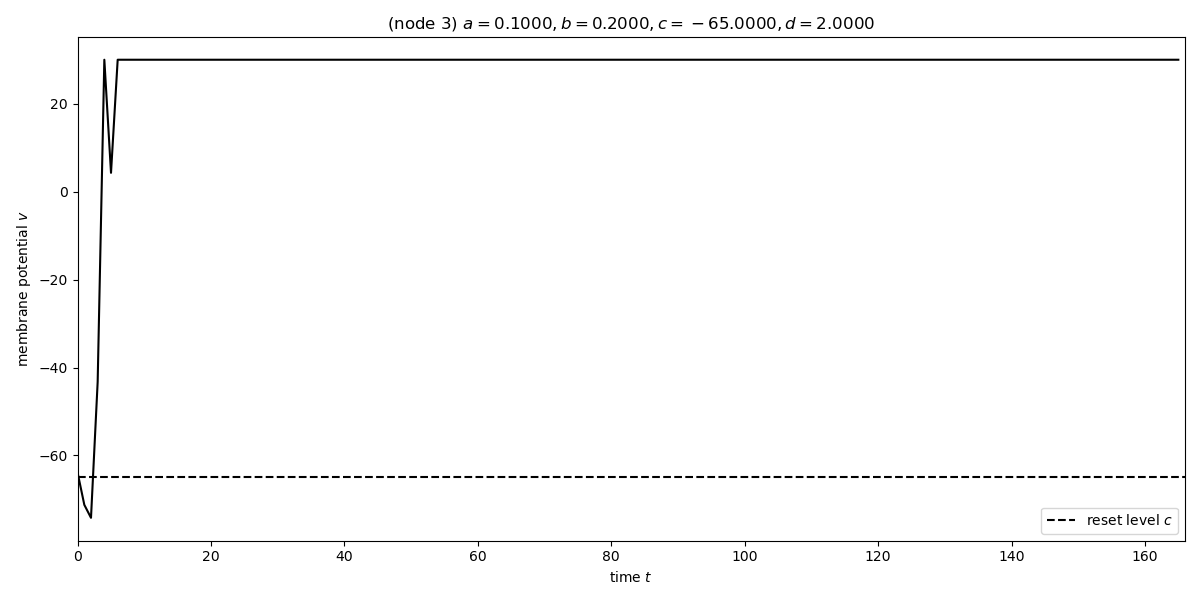 (node 3) a = 0.1000, b = 0.2000, c = −65.0000, d = 2.0000
membrane potential v
20
0
−20
−40
−60
reset level c
0 20 40 60 80 100 120 140 160
time t